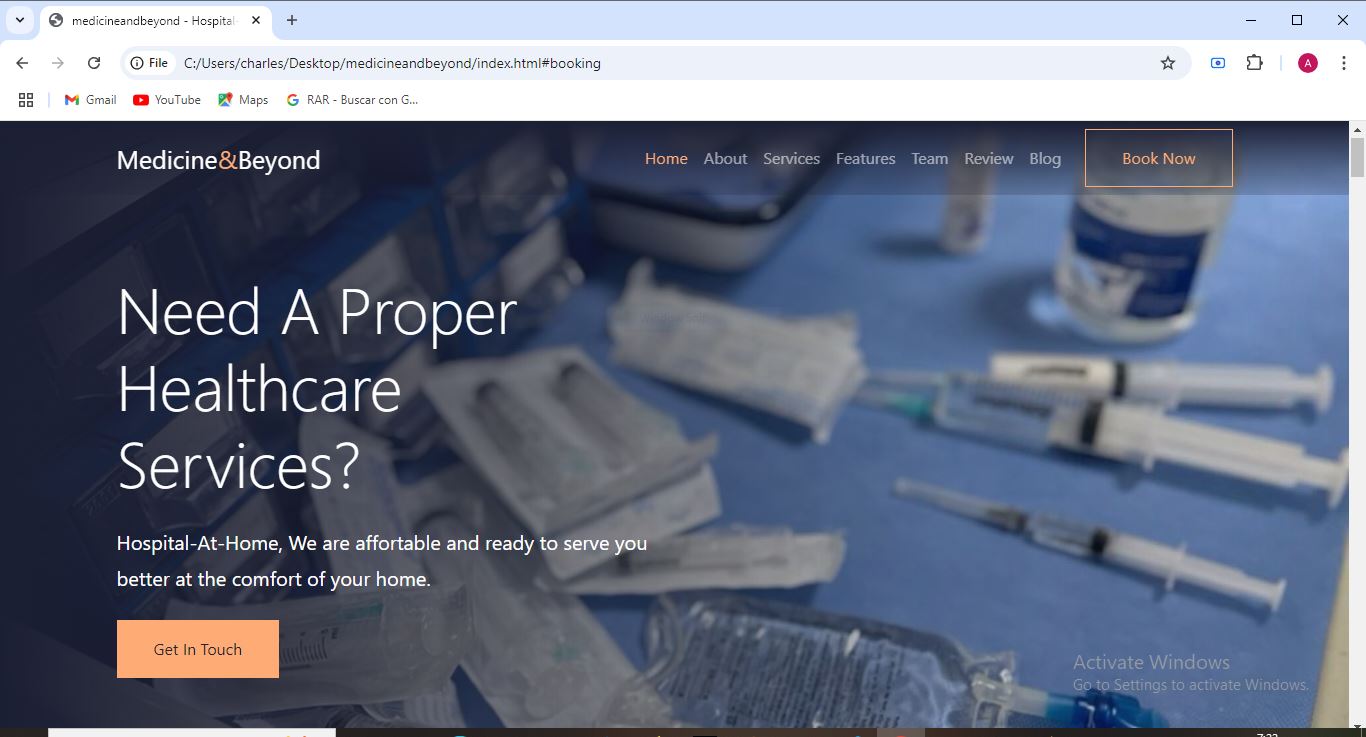 medicineandbeyond - Hospital-
File
C:/Users/charles/Desktop/medicineandbeyond/index.html#booking
A
Gmail
YouTube
Maps
RAR - Buscar con G...
Medicine&Beyond
Home
About
Services
Features
Team
Review
Blog
Book Now
Need A Proper
Healthcare
Services?
Hospital-At-Home, We are affortable and ready to serve you
better at the comfort of your home.
Get In Touch
Activate Windows
Go to Settings to activate Windows.